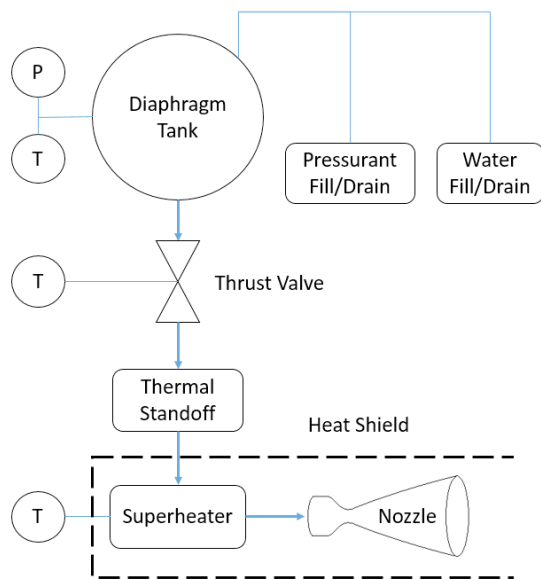 P
Diaphragm
Tank
T
Pressurant
Fill/Drain
Water
Fill/Drain
T
Thrust Valve
Thermal
Standoff
Heat Shield
T
Superheater
Nozzle